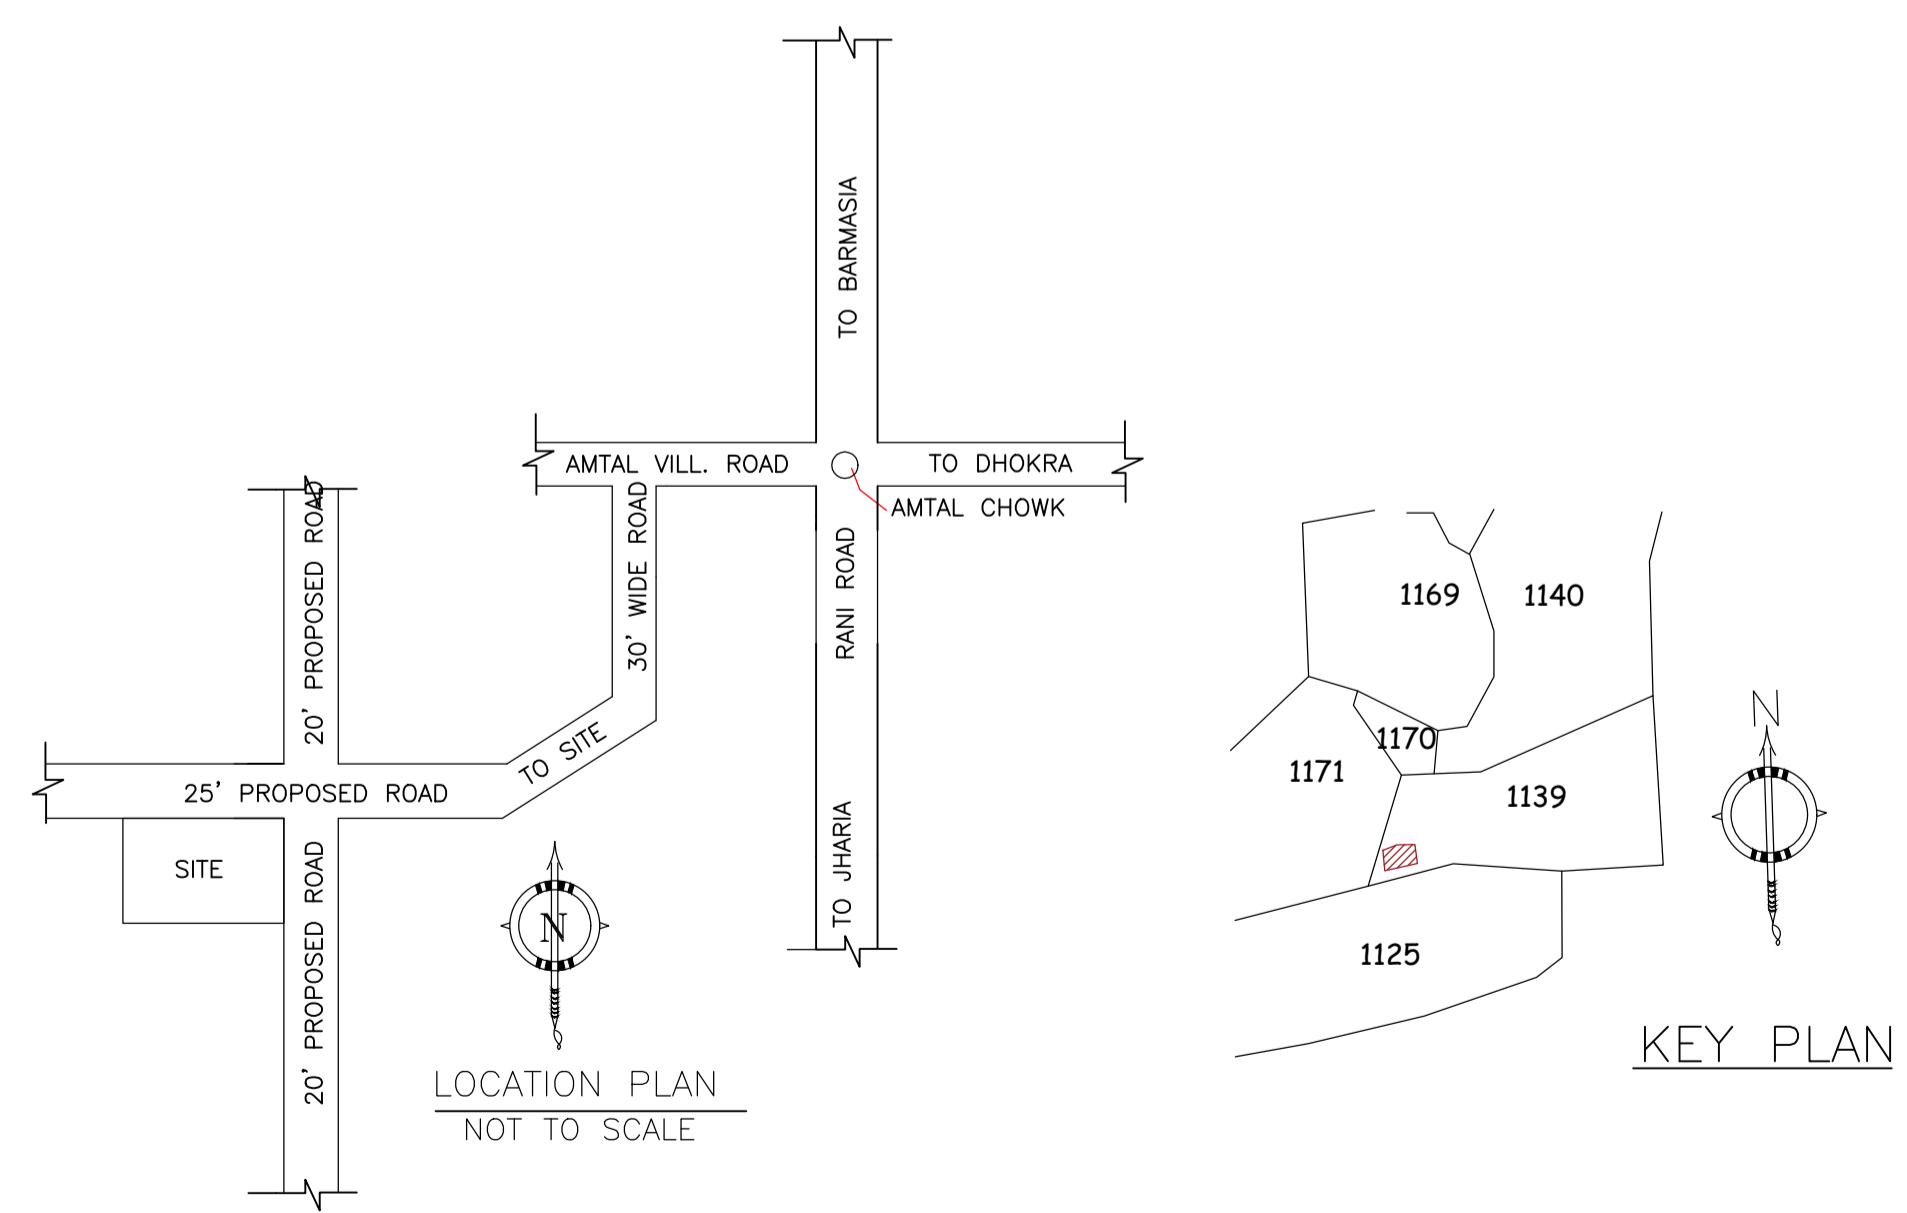 TO BARMASIA
AMTAL VILL. ROAD
TO DHOKRA
AMTAL CHOWK
30' WIDE ROAD
RANI ROAD
TO JHARIA
20' PROPOSED ROAD
TO SITE
25' PROPOSED ROAD
SITE
20' PROPOSED ROAD
N
LOCATION PLAN
NOT TO SCALE
1169
1140
1170
1171
1139
1125
N
KEY PLAN